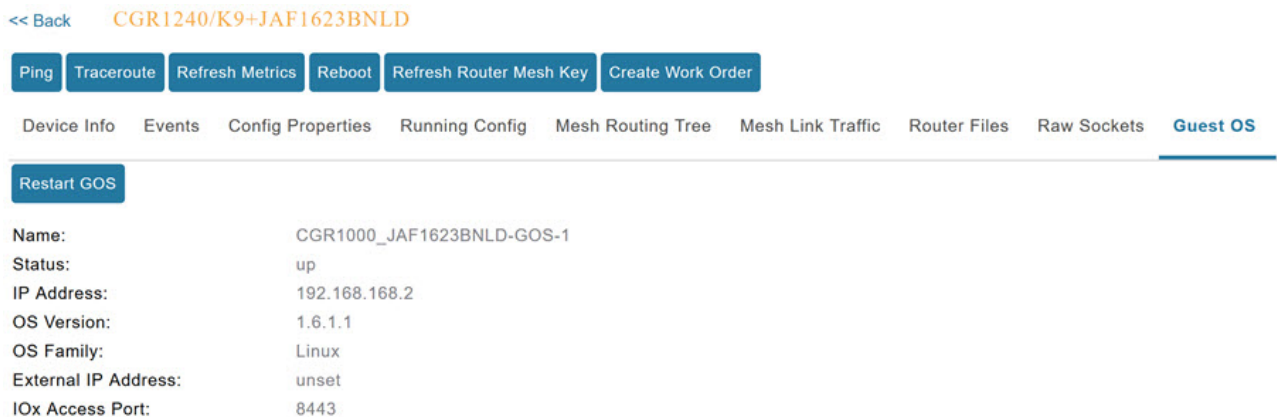 << Back CGR1240/K9+JAF1623BNLD
Ping Traceroute Refresh Metrics Reboot Refresh Router Mesh Key Create Work Order
Device Info Events Config Properties Running Config Mesh Routing Tree Mesh Link Traffic Router Files Raw Sockets Guest OS
Restart GOS
Name: CGR1000_JAF1623BNLD-GOS-1
Status: up
IP Address: 192.168.168.2
OS Version: 1.6.1.1
OS Family: Linux
External IP Address: unset
IOx Access Port: 8443